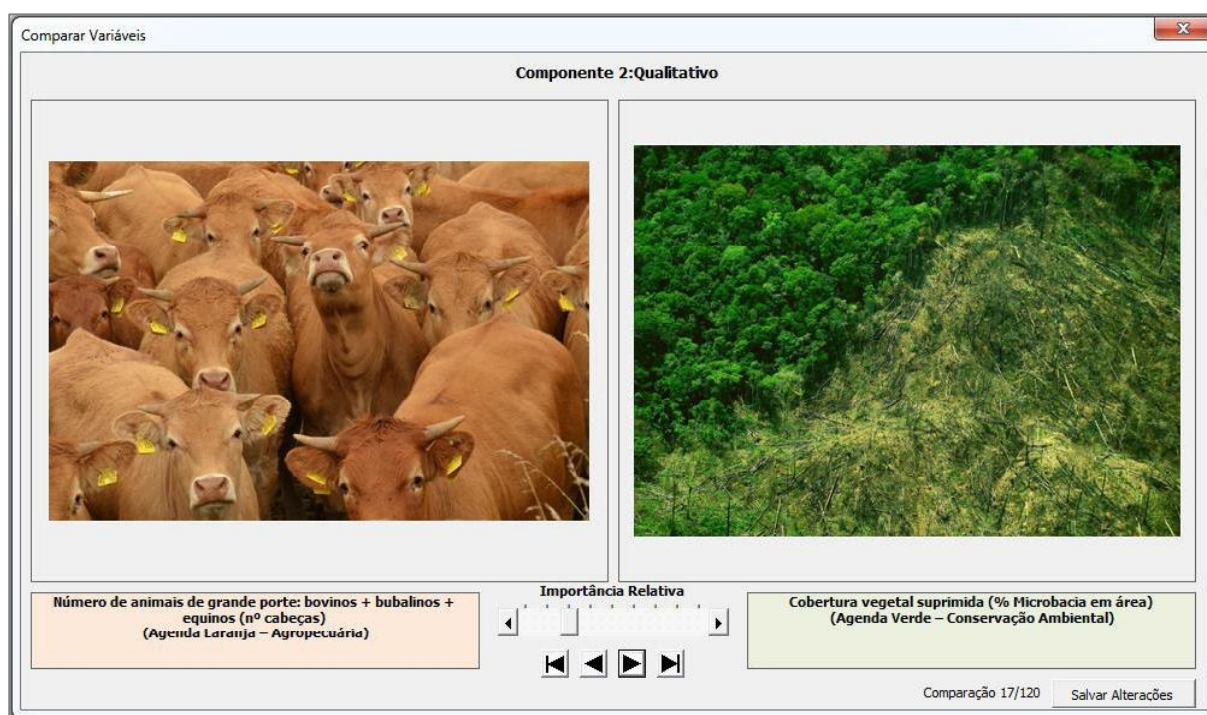 Comparar Variáveis
Componente 2:Qualitativo
Número de animais de grande porte: bovinos + bubalinos +
equinos (nº cabeças)
(Agenda Laranja – Agropecuária)
Importância Relativa
Cobertura vegetal suprimida (% Microbacia em área)
(Agenda Verde – Conservação Ambiental)
Comparação 17/120
Salvar Alterações